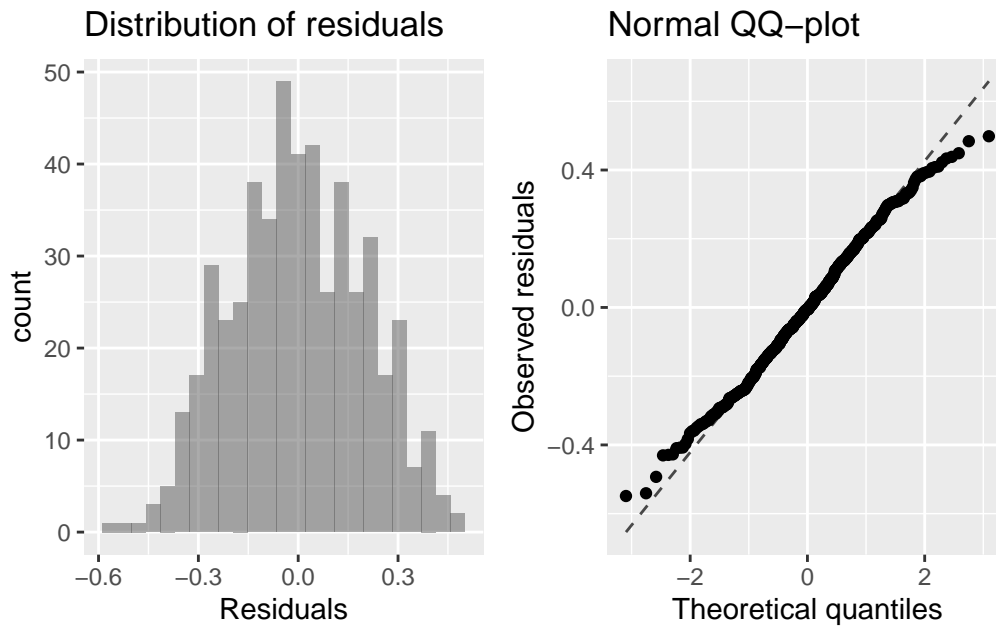 Distribution of residuals
50
40
30
20
10
0
count
−0.6
−0.3
0.0
0.3
Residuals
Normal QQ−plot
0.4
0.0
−0.4
Observed residuals
−2
0
2
Theoretical quantiles